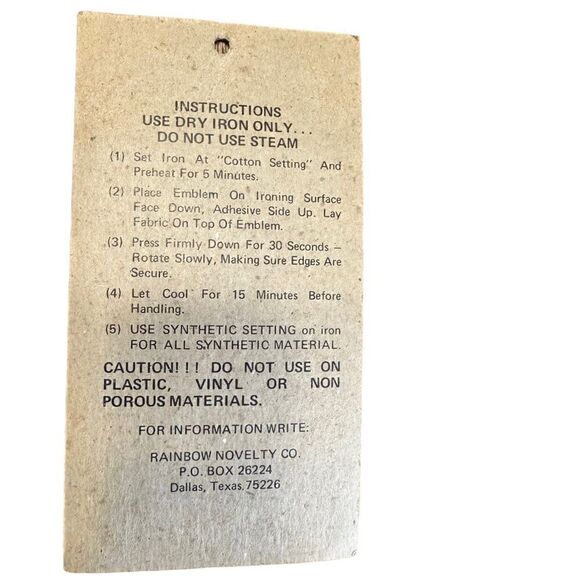 INSTRUCTIONS
USE DRY IRON ONLY...
DO NOT USE STEAM
(1) Set Iron At "Cotton Setting" And
Preheat For 5 Minutes.
(2) Place Emblem On Ironing Surface
Face Down, Adhesive Side Up. Lay
Fabric On Top Of Emblem.
(3) Press Firmly Down For 30 Seconds –
Rotate Slowly, Making Sure Edges Are
Secure.
(4) Let Cool For 15 Minutes Before
Handling.
(5) USE SYNTHETIC SETTING on iron
FOR ALL SYNTHETIC MATERIAL.
CAUTION!!! DO NOT USE ON
PLASTIC, VINYL OR NON
POROUS MATERIALS.
FOR INFORMATION WRITE:
RAINBOW NOVELTY CO.
P.O. BOX 26224
Dallas, Texas 75226